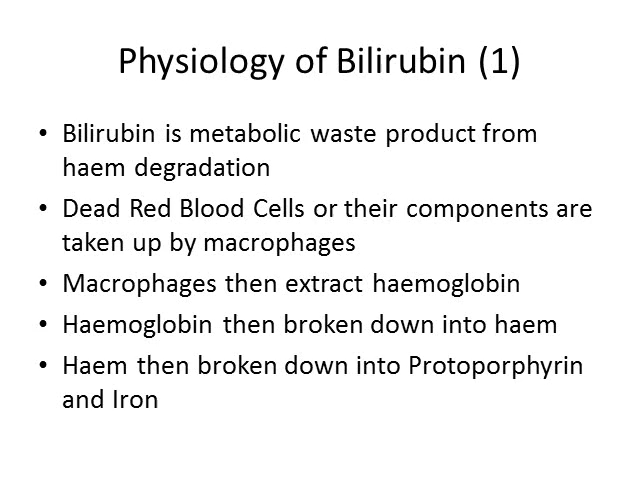 Physiology of Bilirubin (1)
• Bilirubin is metabolic waste product from
haem degradation
• Dead Red Blood Cells or their components are
taken up by macrophages
• Macrophages then extract haemoglobin
• Haemoglobin then broken down into haem
• Haem then broken down into Protoporphyrin
and Iron